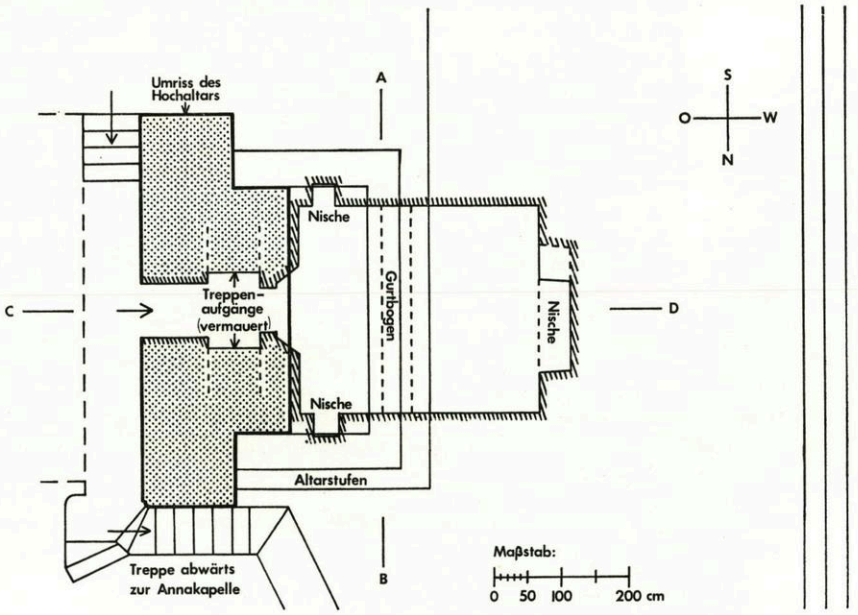 Umriss des
Hochaltars
A
S
O
W
N
Nische
Gurtbogen
C
Treppen-
aufgänge
(vermauert)
Nische
D
Nische
Altarstufen
B
Treppe abwärts
zur Annakapelle
Maßstab:
0 50 100 200 cm